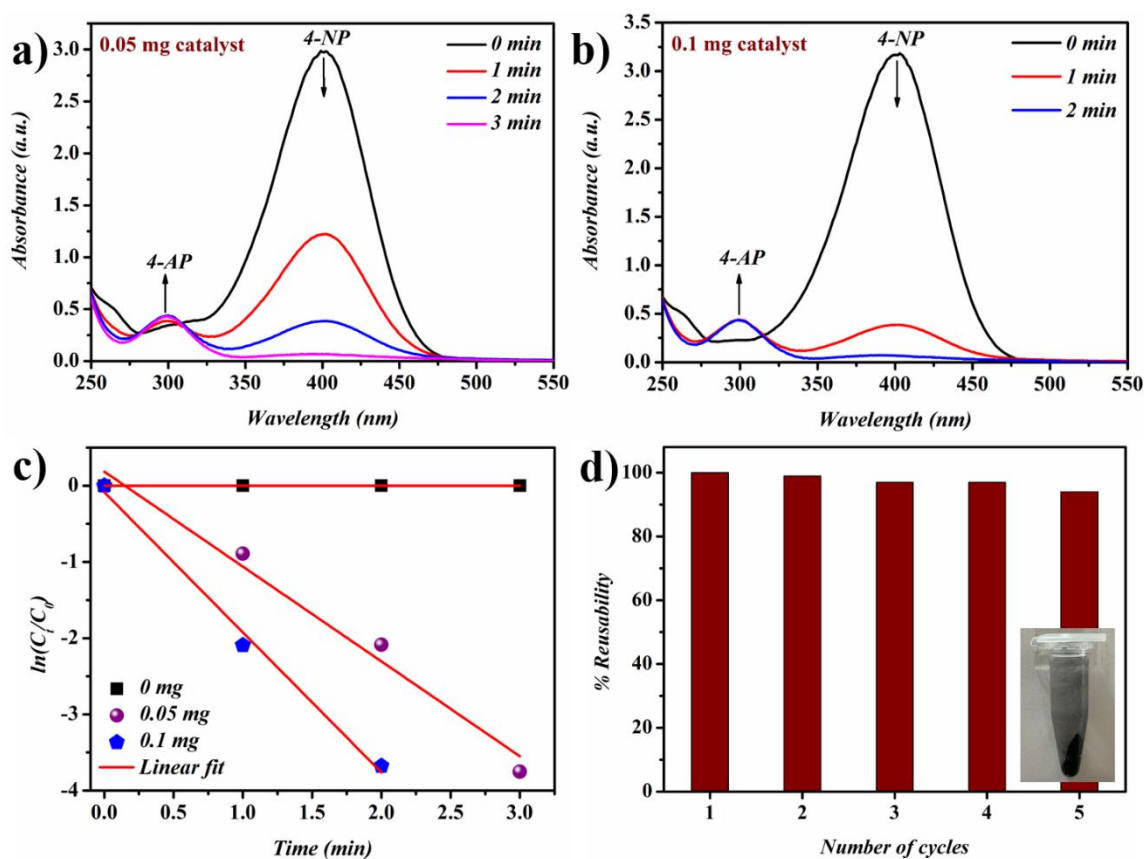 a) 0.05 mg catalyst
4-NP
0 min
1 min
2 min
3 min
4-AP
3.0
2.5
2.0
1.5
1.0
0.5
0.0
Absorbance (a.u.)
250 300 350 400 450 500 550
Wavelength (nm)
b) 0.1 mg catalyst
4-NP
0 min
1 min
2 min
4-AP
3.5
3.0
2.5
2.0
1.5
1.0
0.5
0.0
Absorbance (a.u.)
250 300 350 400 450 500 550
Wavelength (nm)
c)
0
-1
-2
-3
-4
ln(Ct/C0)
0 mg
0.05 mg
0.1 mg
Linear fit
0.0 0.5 1.0 1.5 2.0 2.5 3.0
Time (min)
d)
100
80
60
40
20
0
% Reusability
1 2 3 4 5
Number of cycles